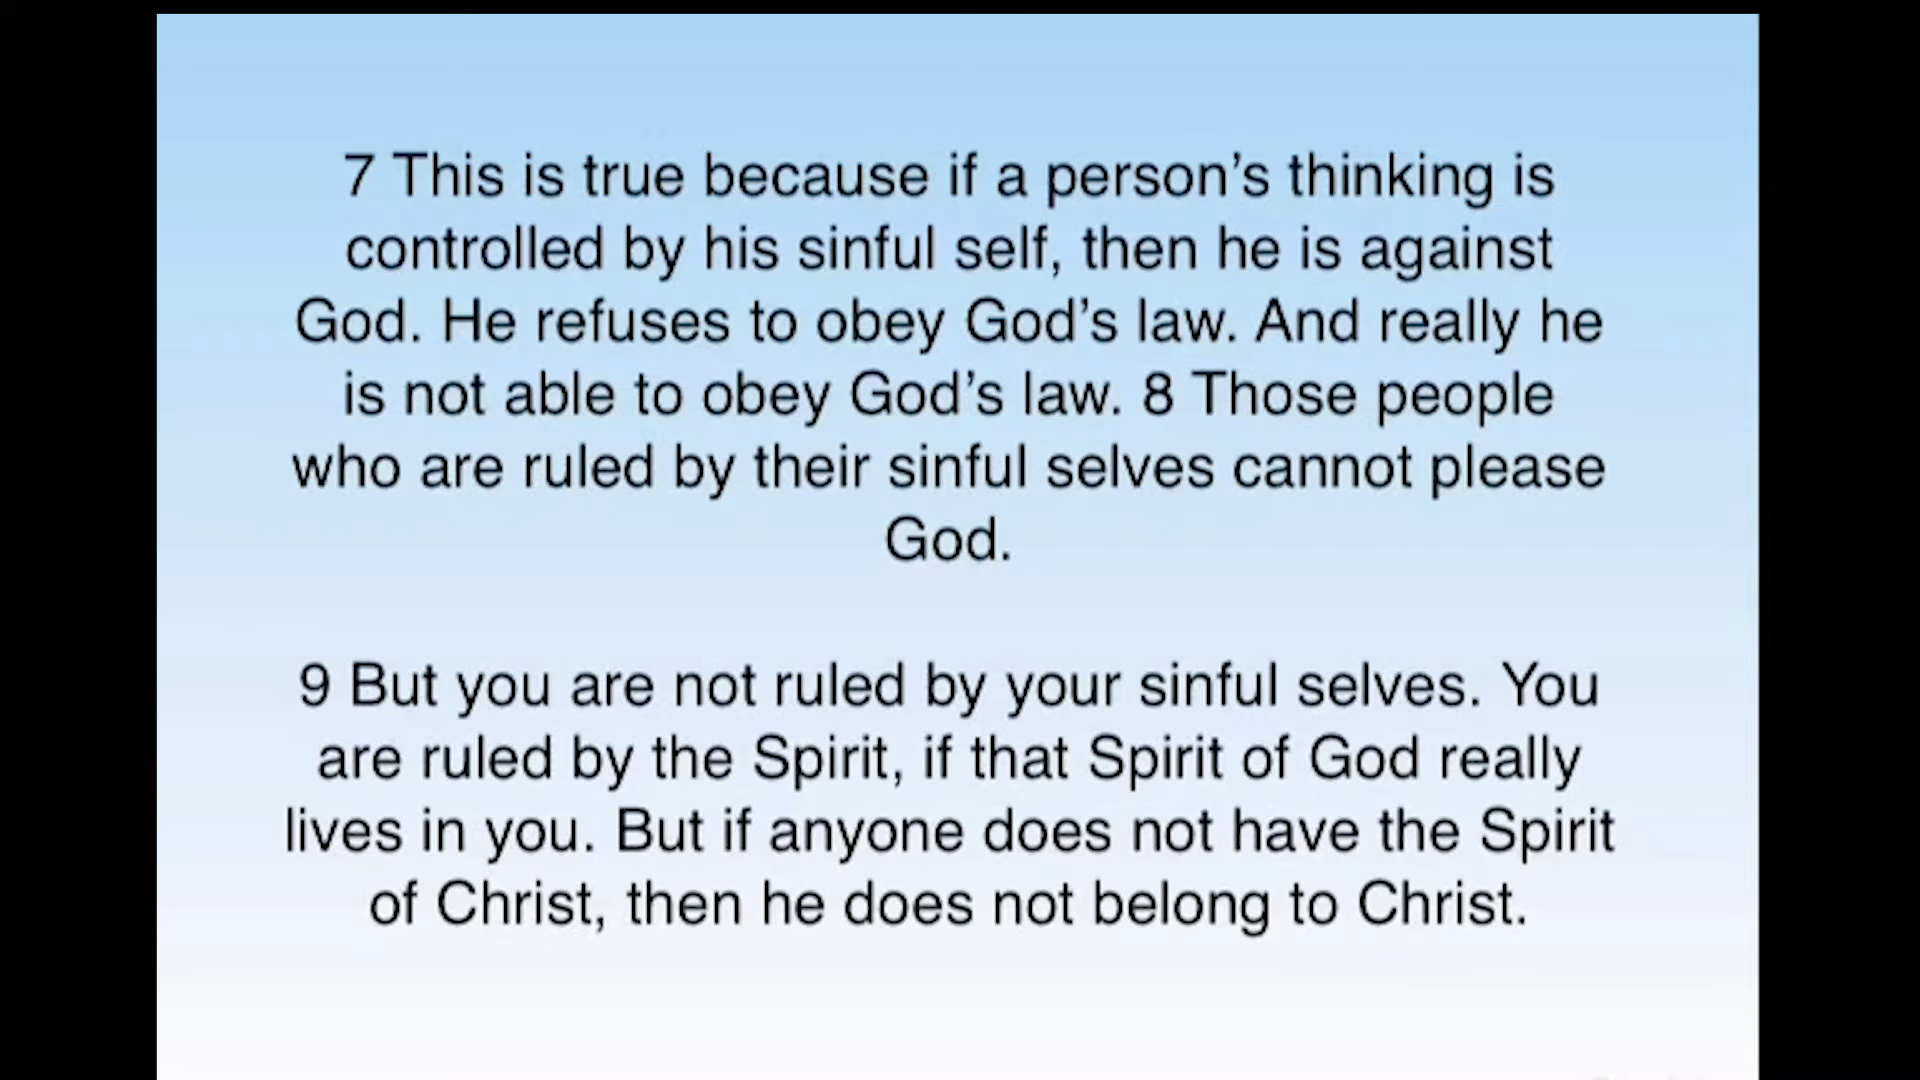 7 This is true because if a person’s thinking is
controlled by his sinful self, then he is against
God. He refuses to obey God’s law. And really he
is not able to obey God’s law. 8 Those people
who are ruled by their sinful selves cannot please
God.
9 But you are not ruled by your sinful selves. You
are ruled by the Spirit, if that Spirit of God really
lives in you. But if anyone does not have the Spirit
of Christ, then he does not belong to Christ.